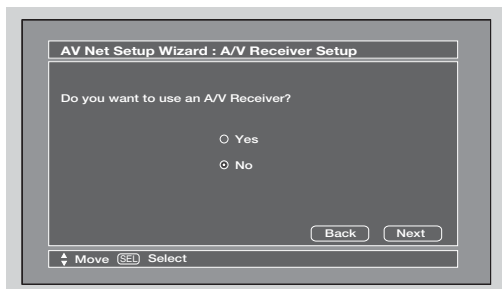 AV Net Setup Wizard : A/V Receiver Setup
Do you want to use an A/V Receiver?
Yes
No
Back Next
Move SEL Select